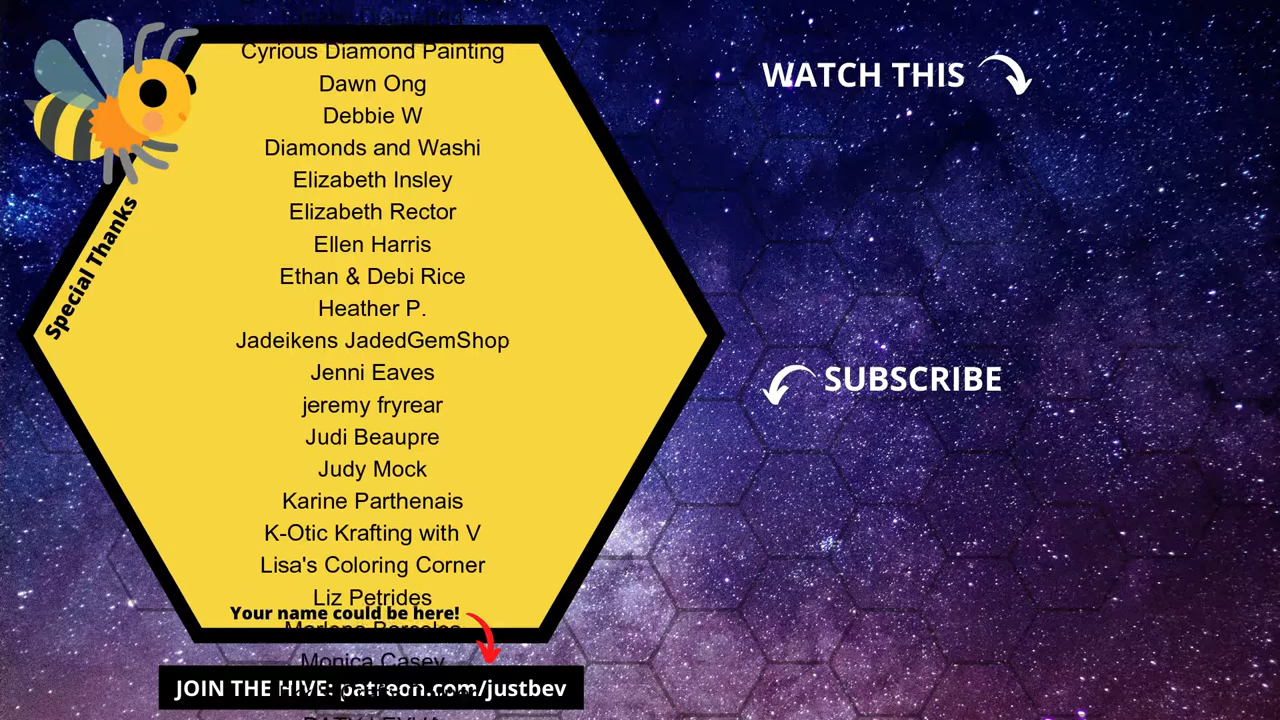 Cyrious Diamond Painting
Dawn Ong
Debbie W
Diamonds and Washi
Elizabeth Insley
Elizabeth Rector
Ellen Harris
Ethan & Debi Rice
Heather P.
Jadeikens JadedGemShop
Jenni Eaves
jeremy fryrear
Judi Beaupre
Judy Mock
Karine Parthenais
K-Otic Krafting with V
Lisa's Coloring Corner
Liz Petrides
Your name could be here!
Monica Casey
JOIN THE HIVE: patreon.com/justbev
Special Thanks
WATCH THIS
SUBSCRIBE